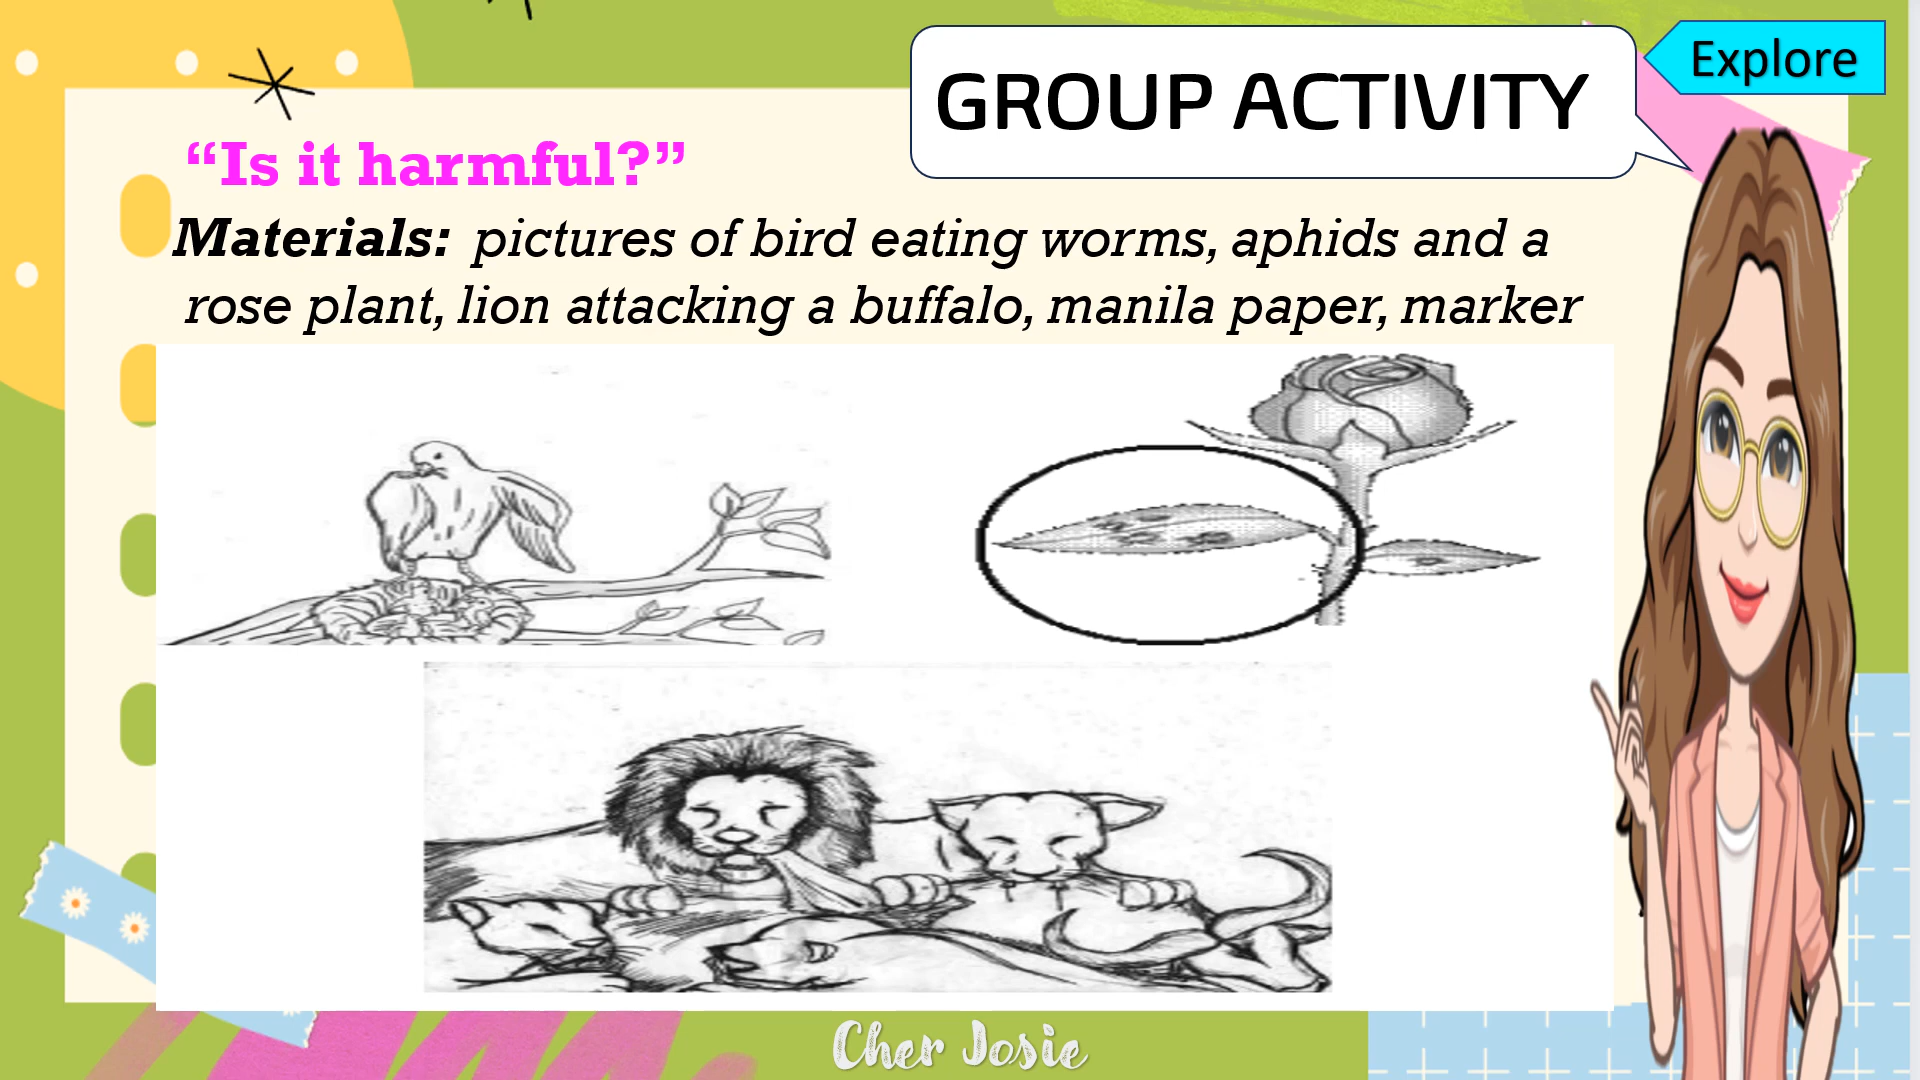 GROUP ACTIVITY
Explore
“Is it harmful?”
Materials: pictures of bird eating worms, aphids and a
rose plant, lion attacking a buffalo, manila paper, marker
Cher Josie